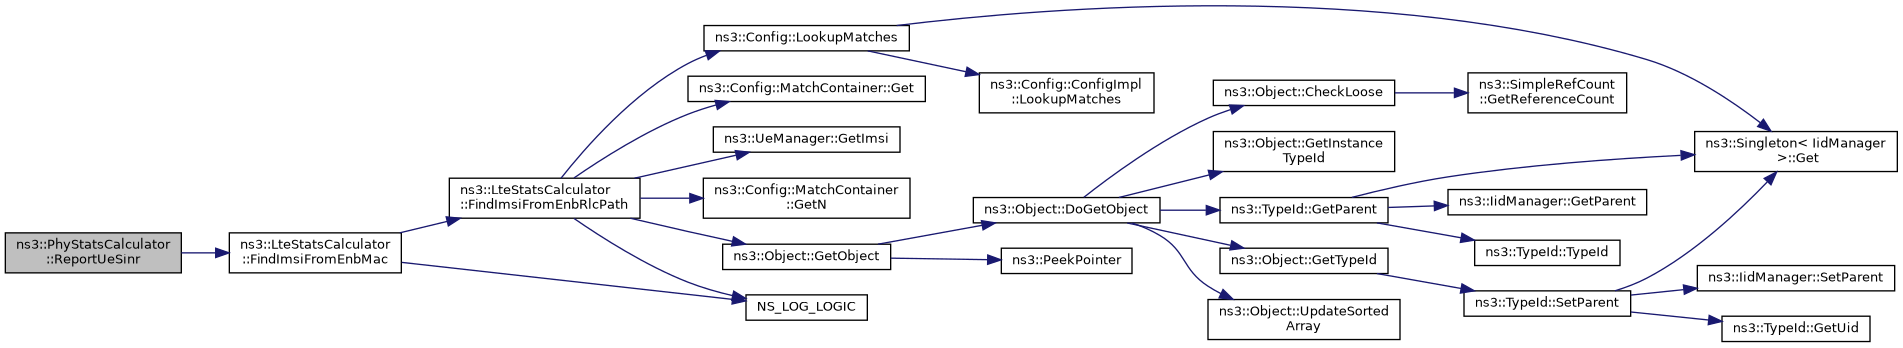 ns3::PhyStatsCalculator
::ReportUeSinr
ns3::LteStatsCalculator
::FindImsiFromEnbMac
ns3::LteStatsCalculator
::FindImsiFromEnbRlcPath
ns3::Config::LookupMatches
ns3::Config::MatchContainer::Get
ns3::UeManager::GetImsi
ns3::Config::MatchContainer
::GetN
ns3::Object::GetObject
NS_LOG_LOGIC
ns3::Config::ConfigImpl
::LookupMatches
ns3::Object::DoGetObject
ns3::PeekPointer
ns3::Object::CheckLoose
ns3::Object::GetInstance
TypeId
ns3::TypeId::GetParent
ns3::Object::GetTypeId
ns3::Object::UpdateSorted
Array
ns3::SimpleRefCount
::GetReferenceCount
ns3::IidManager::GetParent
ns3::TypeId::TypeId
ns3::TypeId::SetParent
ns3::Singleton< IidManager
>::Get
ns3::IidManager::SetParent
ns3::TypeId::GetUid